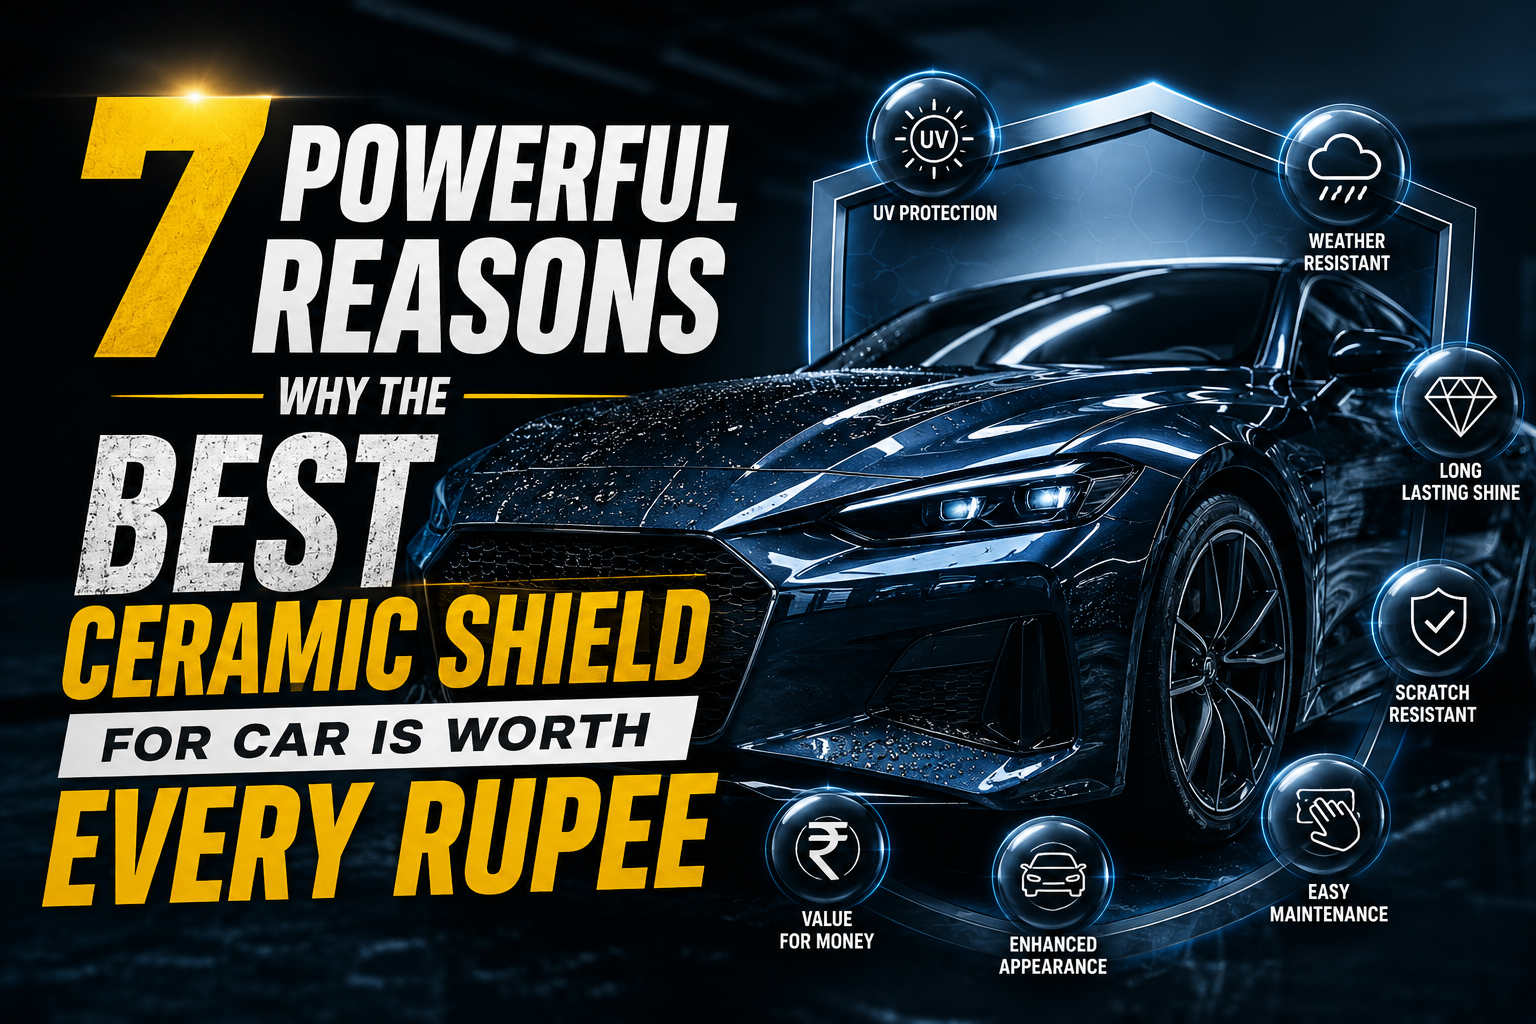 7 POWERFUL
REASONS
WHY THE
BEST
CERAMIC SHIELD
FOR CAR IS WORTH
EVERY RUPEE
UV
UV PROTECTION
WEATHER
RESISTANT
LONG
LASTING SHINE
SCRATCH
RESISTANT
EASY
MAINTENANCE
ENHANCED
APPEARANCE
₹
VALUE
FOR MONEY